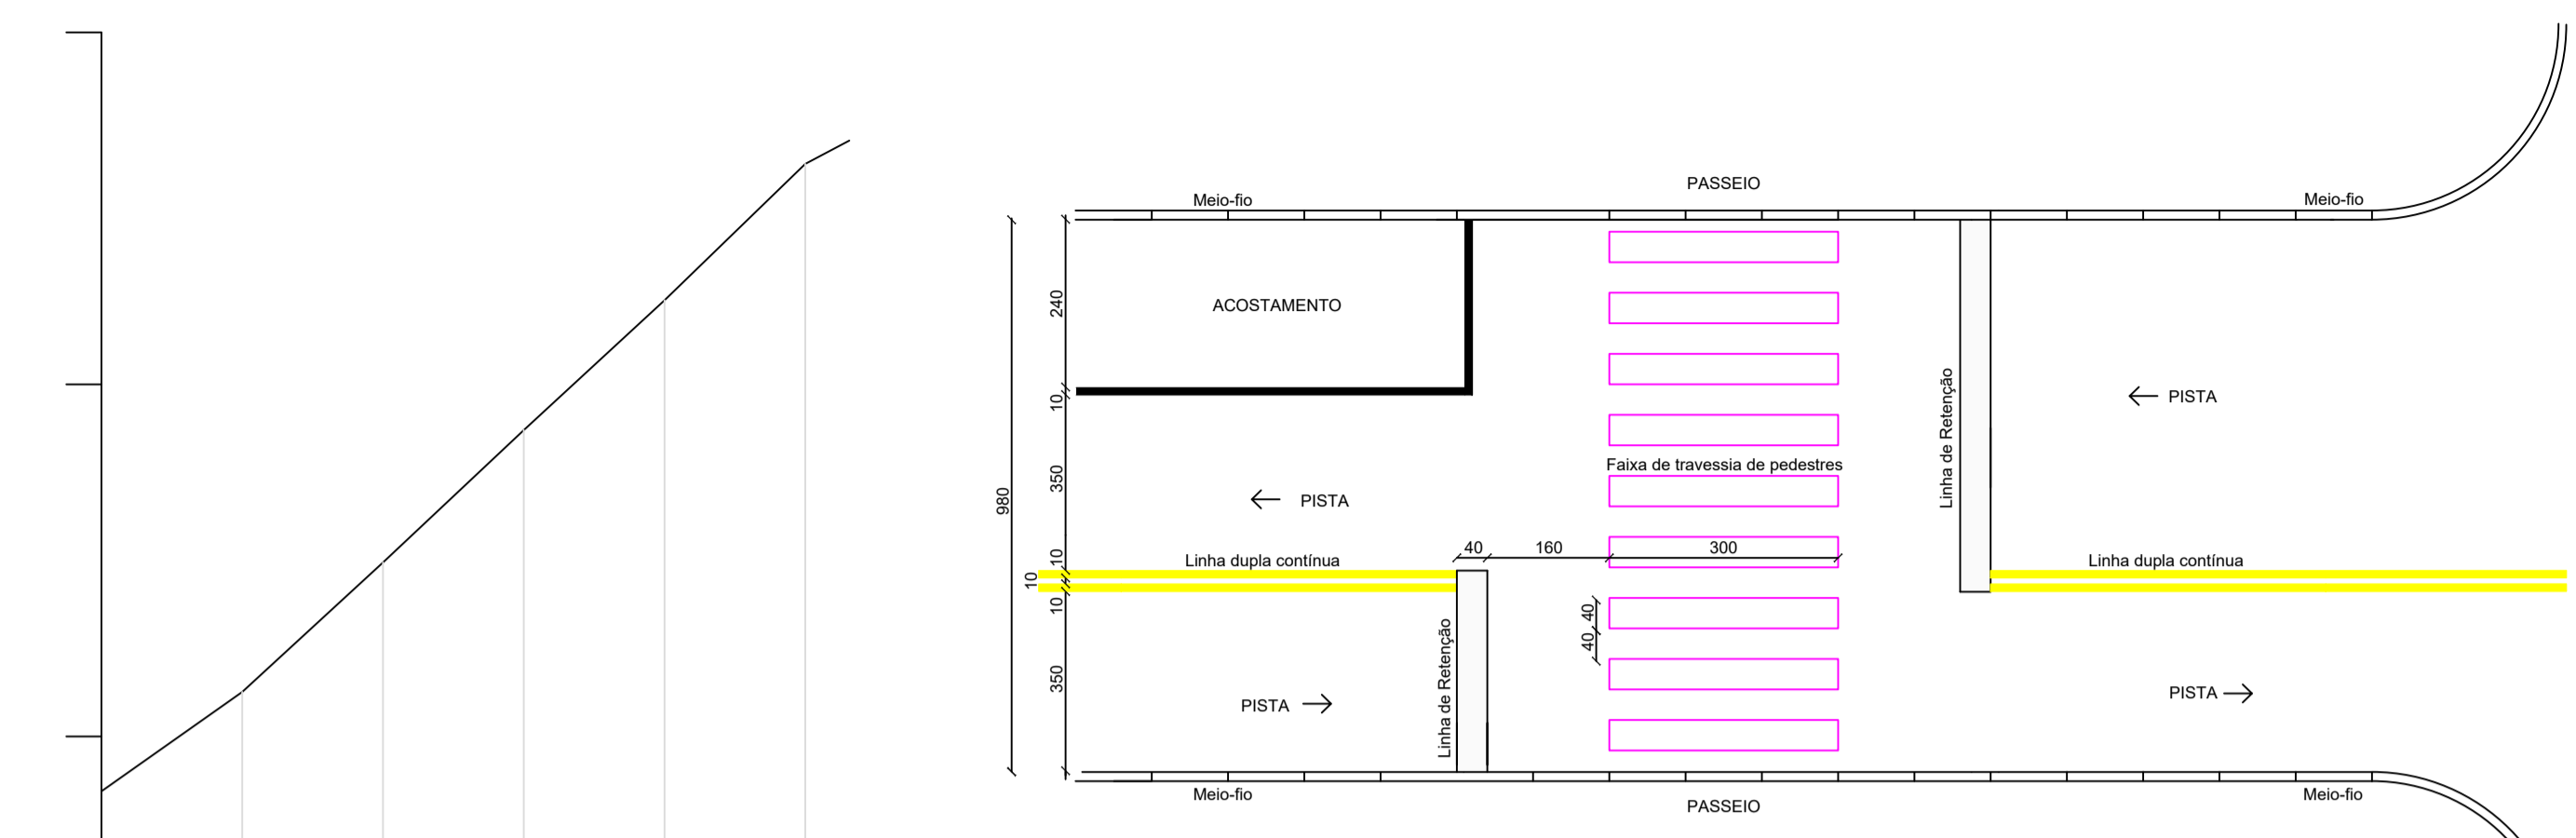 PASSEIO
Meio-fio
Meio-fio
240
ACOSTAMENTO
10
Linha de Retenção
PISTA
Faixa de travessia de pedestres
350
980
PISTA
40
160
300
10
Linha dupla contínua
Linha dupla contínua
10
10
40
40
Linha de Retenção
350
PISTA
PISTA
Meio-fio
PASSEIO
Meio-fio